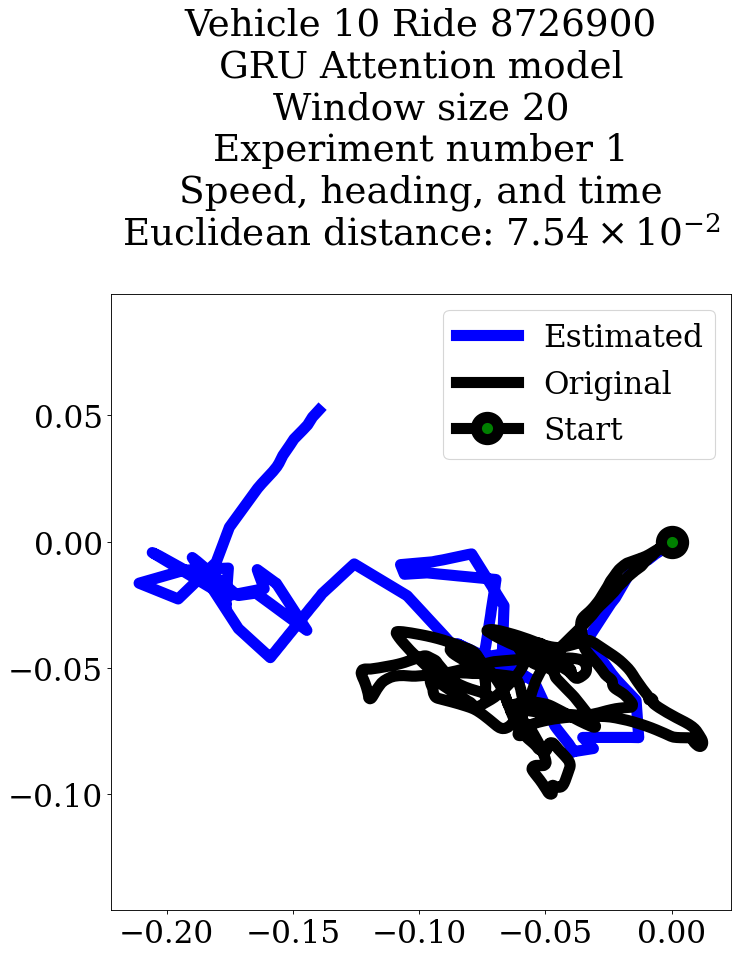 Vehicle 10 Ride 8726900
GRU Attention model
Window size 20
Experiment number 1
Speed, heading, and time
Euclidean distance: 7.54 × 10⁻²
Estimated
Original
Start
0.05
0.00
−0.05
−0.10
−0.20 −0.15 −0.10 −0.05 0.00